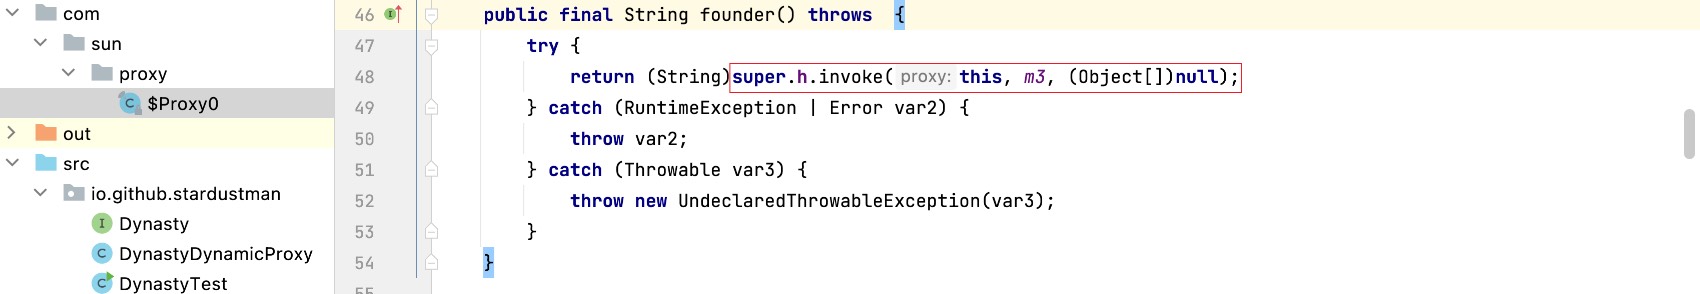 com
sun
proxy
$Proxy0
out
src
io.github.stardustman
Dynasty
DynastyDynamicProxy
DynastyTest
46 public final String founder() throws  {
47 try {
48 return (String)super.h.invoke( proxy: this, m3, (Object[])null);
49 } catch (RuntimeException | Error var2) {
50 throw var2;
51 } catch (Throwable var3) {
52 throw new UndeclaredThrowableException(var3);
53 }
54 }
55